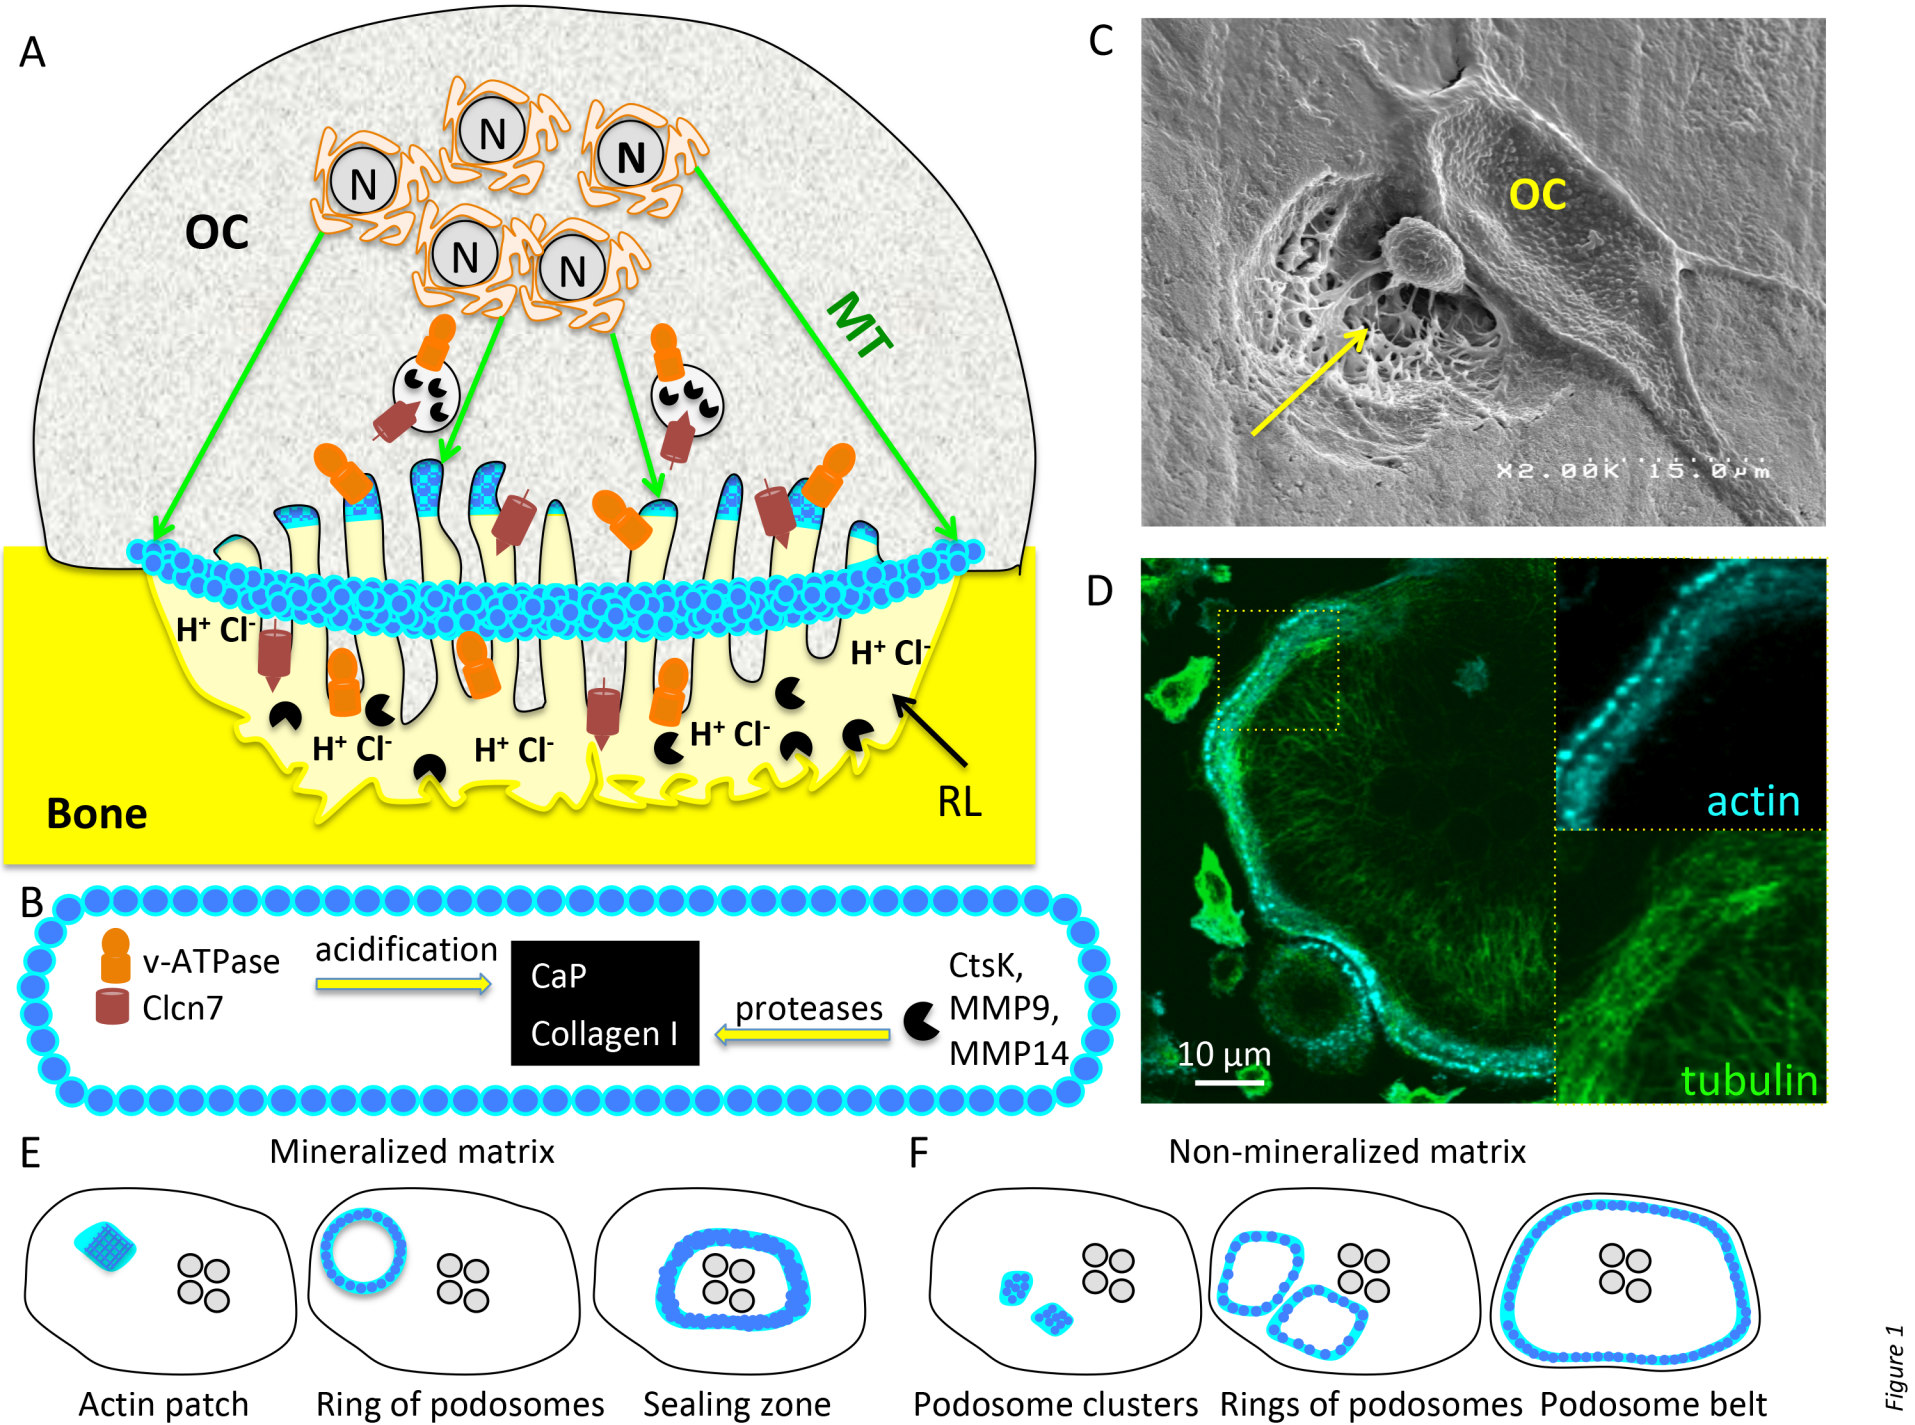 A
N
N
N
N
N
OC
MT
H⁺ Cl⁻
H⁺ Cl⁻
H⁺ Cl⁻
H⁺ Cl⁻
H⁺ Cl⁻
RL
Bone
B
v-ATPase
Clcn7
acidification
CaP
Collagen I
proteases
CtsK,
MMP9,
MMP14
C
OC
X2.00K 15.0µm
D
10 µm
actin
tubulin
E
Mineralized matrix
Actin patch
Ring of podosomes
Sealing zone
F
Non-mineralized matrix
Podosome clusters
Rings of podosomes
Podosome belt
Figure 1